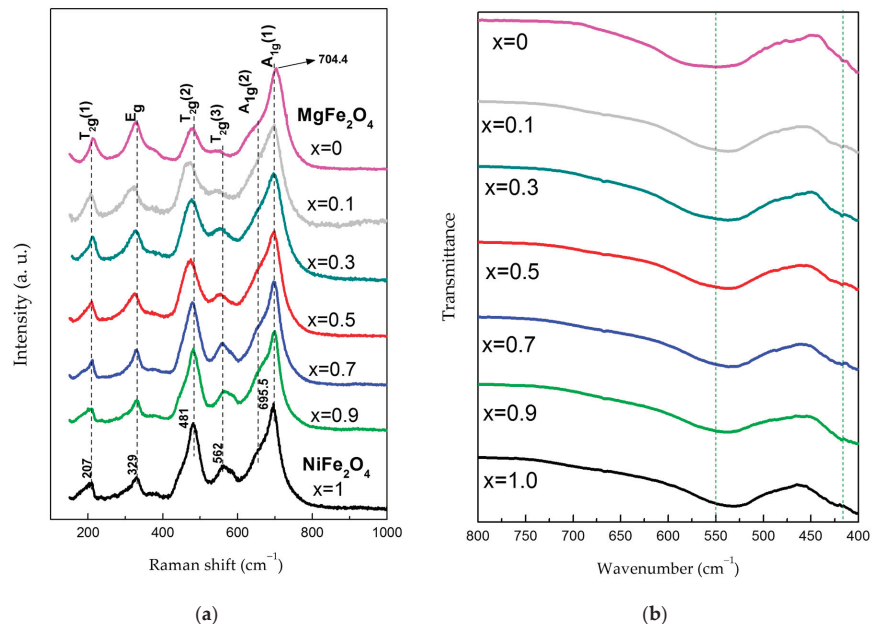 T₂g(1)
Eg
T₂g(2)
T₂g(3)
A₁g(2)
A₁g(1)
704.4
MgFe₂O₄
x=0
x=0.1
x=0.3
x=0.5
x=0.7
x=0.9
207
329
481
562
695.5
NiFe₂O₄
x=1
Intensity (a. u.)
200
400
600
800
1000
Raman shift (cm⁻¹)
(a)
x=0
x=0.1
x=0.3
x=0.5
x=0.7
x=0.9
x=1.0
Transmittance
800
750
700
650
600
550
500
450
400
Wavenumber (cm⁻¹)
(b)